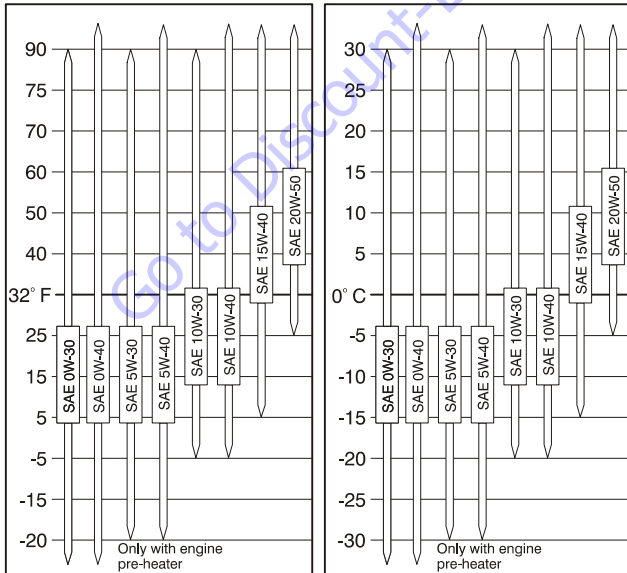 90
75
70
60
50
40
32° F
25
15
5
-5
-15
-20
SAE 0W-30
SAE 0W-40
SAE 5W-30
SAE 5W-40
SAE 10W-30
SAE 10W-40
SAE 15W-40
SAE 20W-50
Only with engine
pre-heater
30
25
20
15
10
5
0° C
-5
-10
-15
-20
-25
-30
SAE 0W-30
SAE 0W-40
SAE 5W-30
SAE 5W-40
SAE 10W-30
SAE 10W-40
SAE 15W-40
SAE 20W-50
Only with engine
pre-heater
Go to Discount-